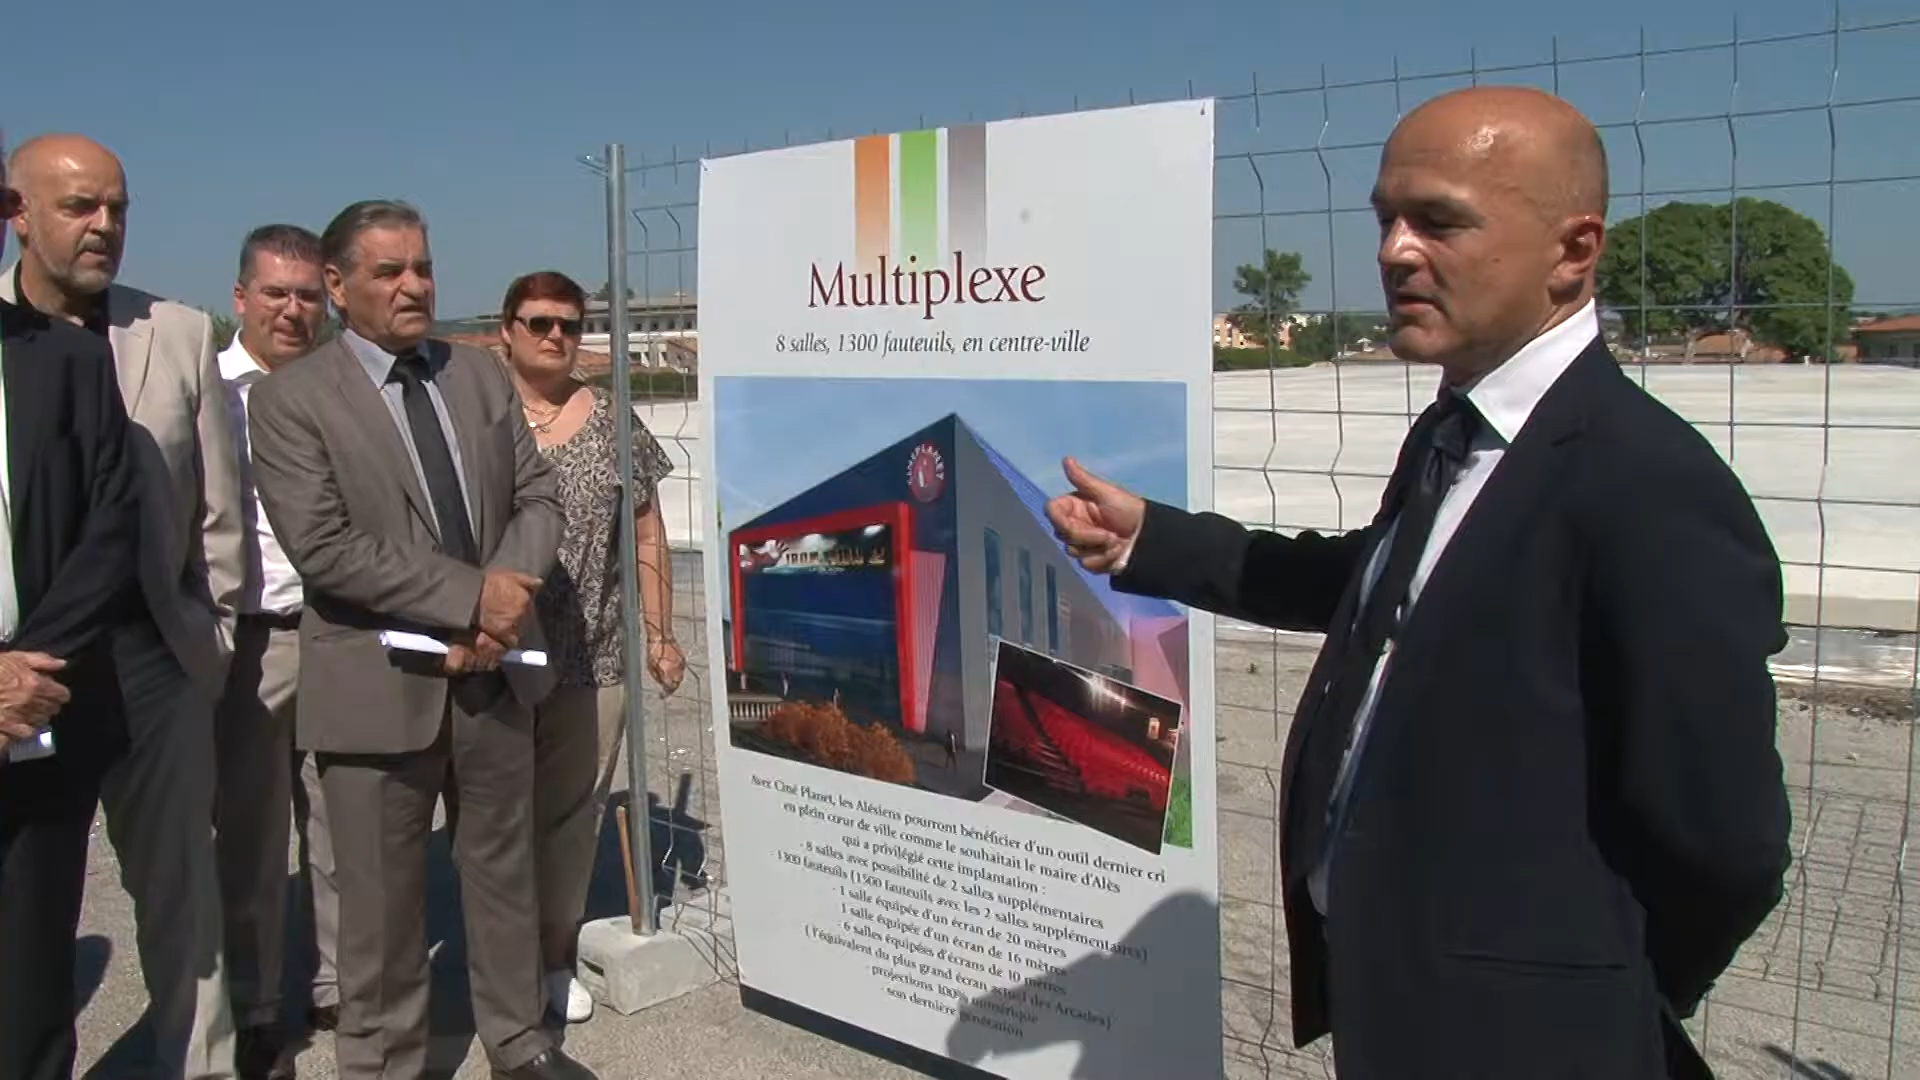 Multiplexe
8 salles, 1300 fauteuils, en centre-ville
CINEPLANET
Avec Ciné Planet, les Alésiens pourront bénéficier d'un outil dernier cri
en plein cœur de ville comme le souhaitait le maire d'Alès
qui a privilégié cette implantation :
- 8 salles avec possibilité de 2 salles supplémentaires
- 1300 fauteuils (1500 fauteuils avec les 2 salles supplémentaires)
- 1 salle équipée d'un écran de 20 mètres
- 1 salle équipée d'un écran de 16 mètres
- 6 salles équipées d'écrans de 10 mètres
( l'équivalent du plus grand écran actuel des Arcades)
- projections 100% numérique
- son dernière génération